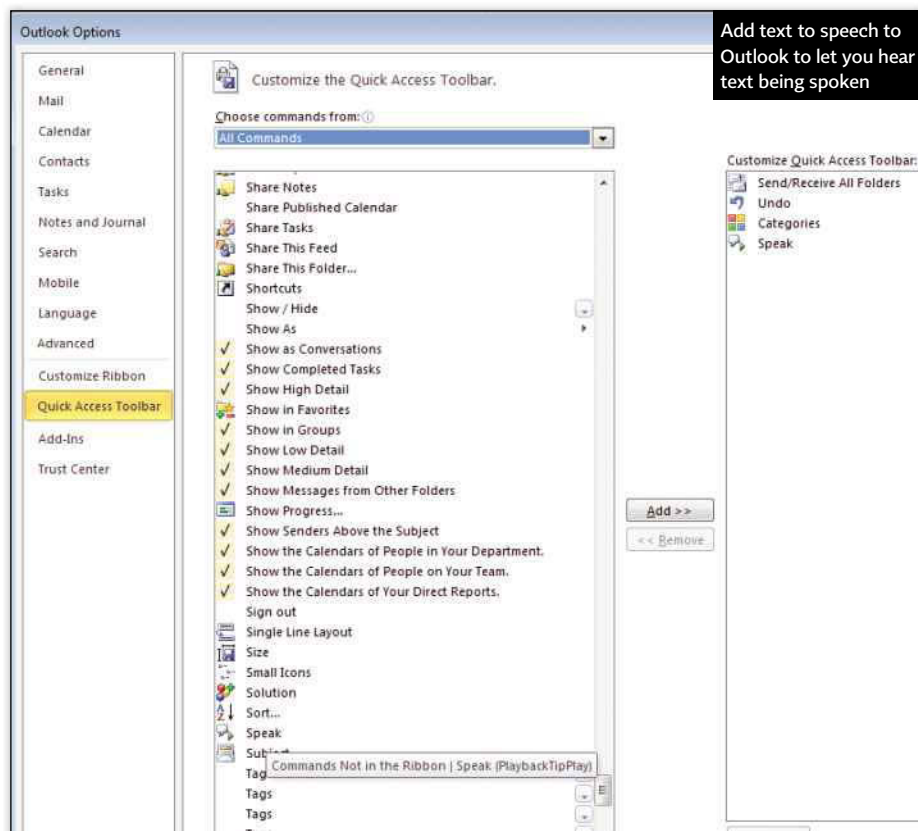 Outlook Options
Add text to speech to
Outlook to let you hear
text being spoken
General
Mail
Calendar
Contacts
Tasks
Notes and Journal
Search
Mobile
Language
Advanced
Customize Ribbon
Quick Access Toolbar
Add-Ins
Trust Center
Customize the Quick Access Toolbar.
Choose commands from:
All Commands
Share Notes
Share Published Calendar
Share Tasks
Share This Feed
Share This Folder...
Shortcuts
Show / Hide
Show As
Show as Conversations
Show Completed Tasks
Show High Detail
Show in Favorites
Show in Groups
Show Low Detail
Show Medium Detail
Show Messages from Other Folders
Show Progress...
Show Senders Above the Subject
Show the Calendars of People in Your Department.
Show the Calendars of People on Your Team.
Show the Calendars of Your Direct Reports.
Sign out
Single Line Layout
Size
Small Icons
Solution
Sort...
Speak
Commands Not in the Ribbon | Speak (PlaybackTipPlay)
Tags
Tags
Add >>
<< Remove
Customize Quick Access Toolbar:
Send/Receive All Folders
Undo
Categories
Speak